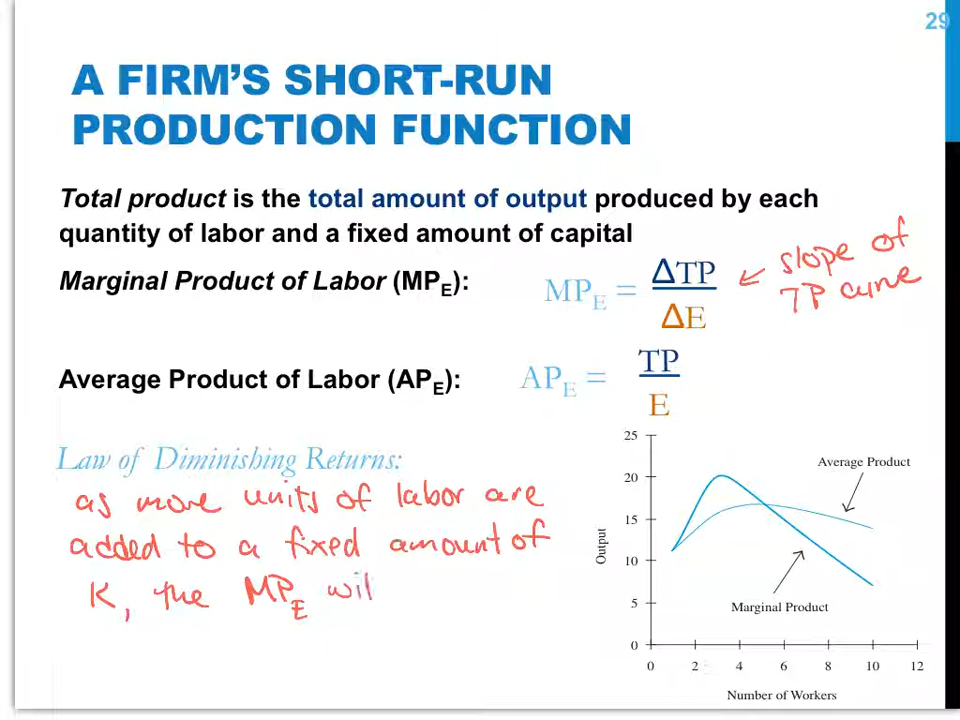 29
A FIRM'S SHORT-RUN
PRODUCTION FUNCTION
Total product is the total amount of output produced by each
quantity of labor and a fixed amount of capital
Marginal Product of Labor (MPE):
MPE = ΔTP
ΔE
slope of
TP curve
Average Product of Labor (APE):
APE = TP
E
Law of Diminishing Returns:
as more units of labor are
added to a fixed amount of
K, the MPE wil
25
20
15
10
5
0
Output
Average Product
Marginal Product
0 2 4 6 8 10 12
Number of Workers